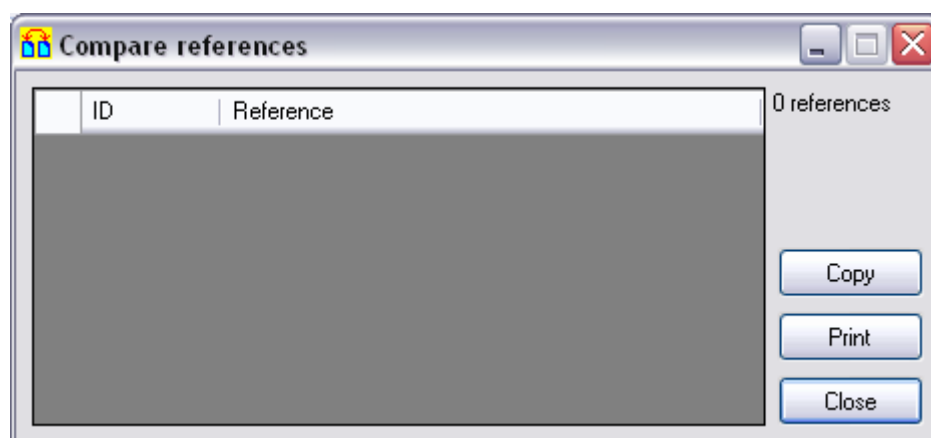 Compare references
ID Reference
0 references
Copy
Print
Close